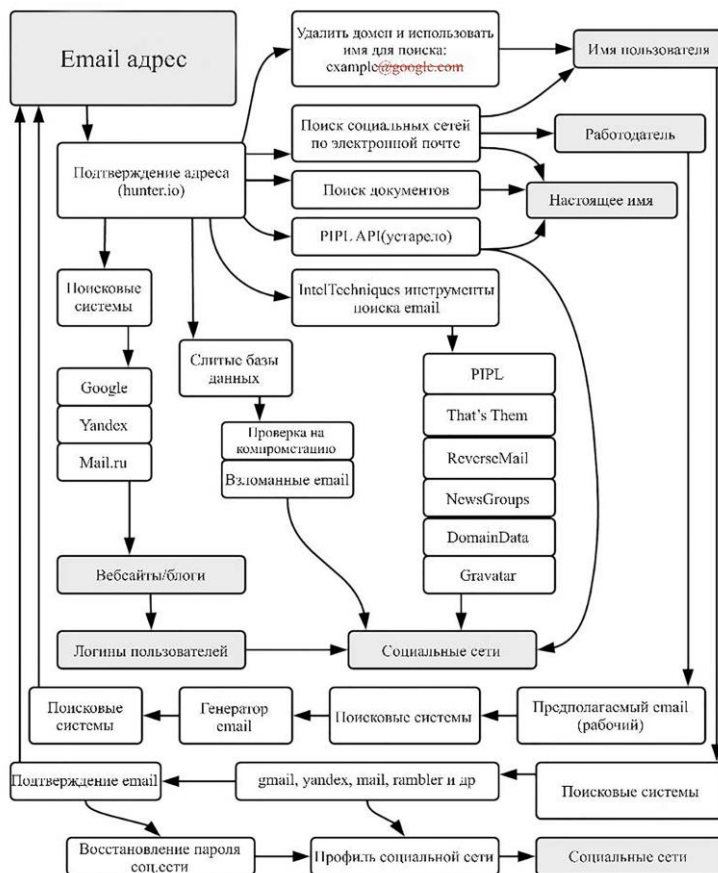 Email адрес
Удалить домен и использовать
имя для поиска:
example@google.com
Имя пользователя
Поиск социальных сетей
по электронной почте
Работодатель
Подтверждение адреса
(hunter.io)
Поиск документов
Настоящее имя
PIPL API(устарело)
Поисковые
системы
IntelTechniques инструменты
поиска email
Слитые базы
данных
Google
Yandex
Mail.ru
Проверка на
компрометацию
Взломанные email
PIPL
That's Them
ReverseMail
NewsGroups
DomainData
Gravatar
Вебсайты/блоги
Логины пользователей
Социальные сети
Поисковые
системы
Генератор
email
Поисковые системы
Предполагаемый email
(рабочий)
Подтверждение email
gmail, yandex, mail, rambler и др
Поисковые системы
Восстановление пароля
соц.сети
Профиль социальной сети
Социальные сети